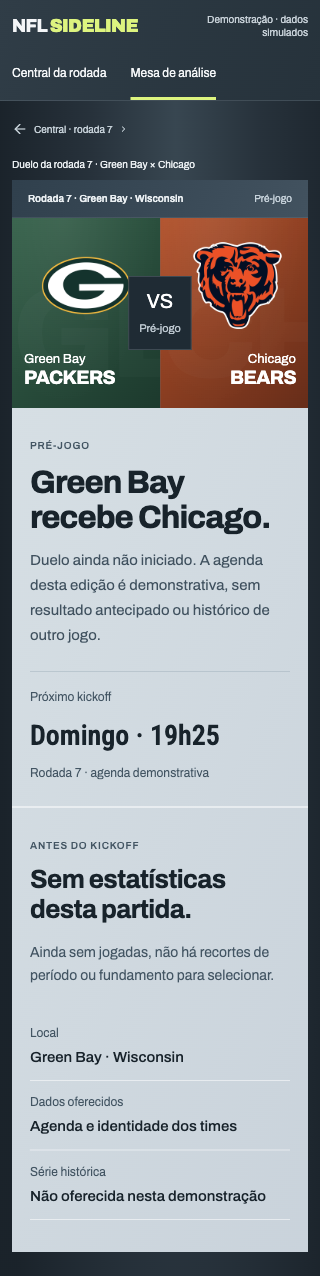 NFL SIDELINE
Demonstração · dados
simulados
Central da rodada
Mesa de análise
← Central · rodada 7 ›
Duelo da rodada 7 · Green Bay × Chicago
Rodada 7 · Green Bay · Wisconsin
Pré-jogo
G
VS
Pré-jogo
Green Bay
PACKERS
Chicago
BEARS
PRÉ-JOGO
Green Bay
recebe Chicago.
Duelo ainda não iniciado. A agenda
desta edição é demonstrativa, sem
resultado antecipado ou histórico de
outro jogo.
Próximo kickoff
Domingo · 19h25
Rodada 7 · agenda demonstrativa
ANTES DO KICKOFF
Sem estatísticas
desta partida.
Ainda sem jogadas, não há recortes de
período ou fundamento para selecionar.
Local
Green Bay · Wisconsin
Dados oferecidos
Agenda e identidade dos times
Série histórica
Não oferecida nesta demonstração